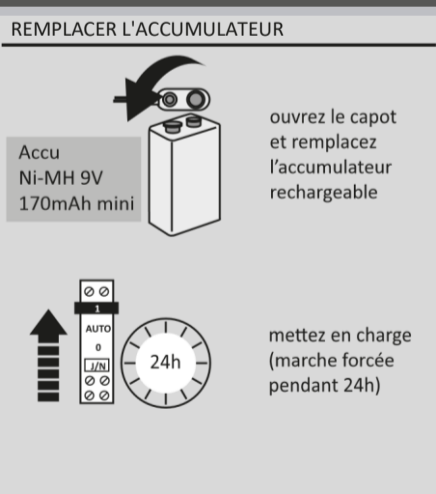 REMPLACER L'ACCUMULATEUR
Accu
Ni-MH 9V
170mAh mini
ouvrez le capot
et remplacez
l’accumulateur
rechargeable
1
AUTO
0
J/N
24h
mettez en charge
(marche forcée
pendant 24h)